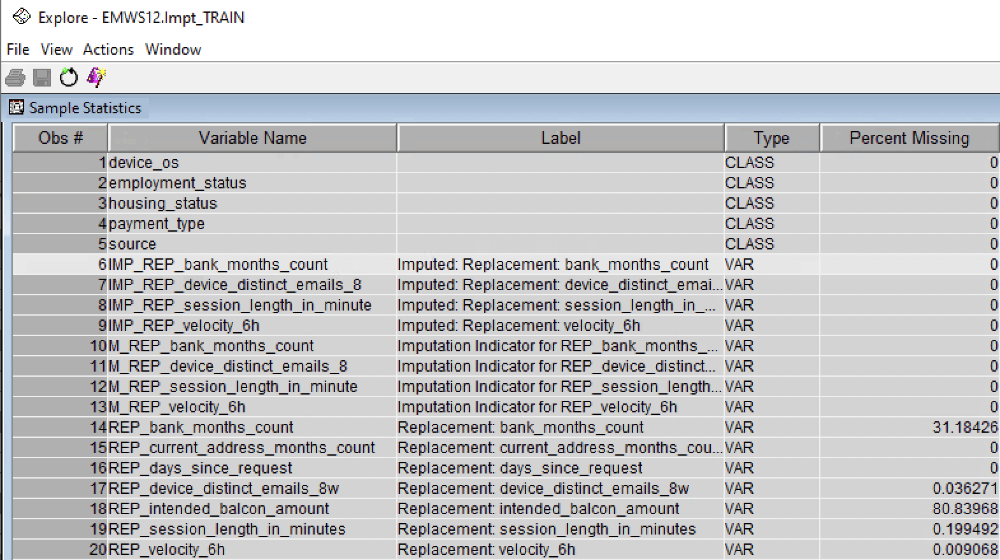 Explore - EMWS12.Impt_TRAIN
File View Actions Window
Sample Statistics
Obs # Variable Name Label Type Percent Missing
1 device_os CLASS 0
2 employment_status CLASS 0
3 housing_status CLASS 0
4 payment_type CLASS 0
5 source CLASS 0
6 IMP_REP_bank_months_count Imputed: Replacement: bank_months_count VAR 0
7 IMP_REP_device_distinct_emails_8 Imputed: Replacement: device_distinct_emai... VAR 0
8 IMP_REP_session_length_in_minute Imputed: Replacement: session_length_in_... VAR 0
9 IMP_REP_velocity_6h Imputed: Replacement: velocity_6h VAR 0
10 M_REP_bank_months_count Imputation Indicator for REP_bank_months_... VAR 0
11 M_REP_device_distinct_emails_8 Imputation Indicator for REP_device_distinct... VAR 0
12 M_REP_session_length_in_minute Imputation Indicator for REP_session_length... VAR 0
13 M_REP_velocity_6h Imputation Indicator for REP_velocity_6h VAR 0
14 REP_bank_months_count Replacement: bank_months_count VAR 31.18426
15 REP_current_address_months_count Replacement: current_address_months_cou... VAR 0
16 REP_days_since_request Replacement: days_since_request VAR 0
17 REP_device_distinct_emails_8w Replacement: device_distinct_emails_8w VAR 0.036271
18 REP_intended_balcon_amount Replacement: intended_balcon_amount VAR 80.83968
19 REP_session_length_in_minutes Replacement: session_length_in_minutes VAR 0.199492
20 REP_velocity_6h Replacement: velocity_6h VAR 0.009068